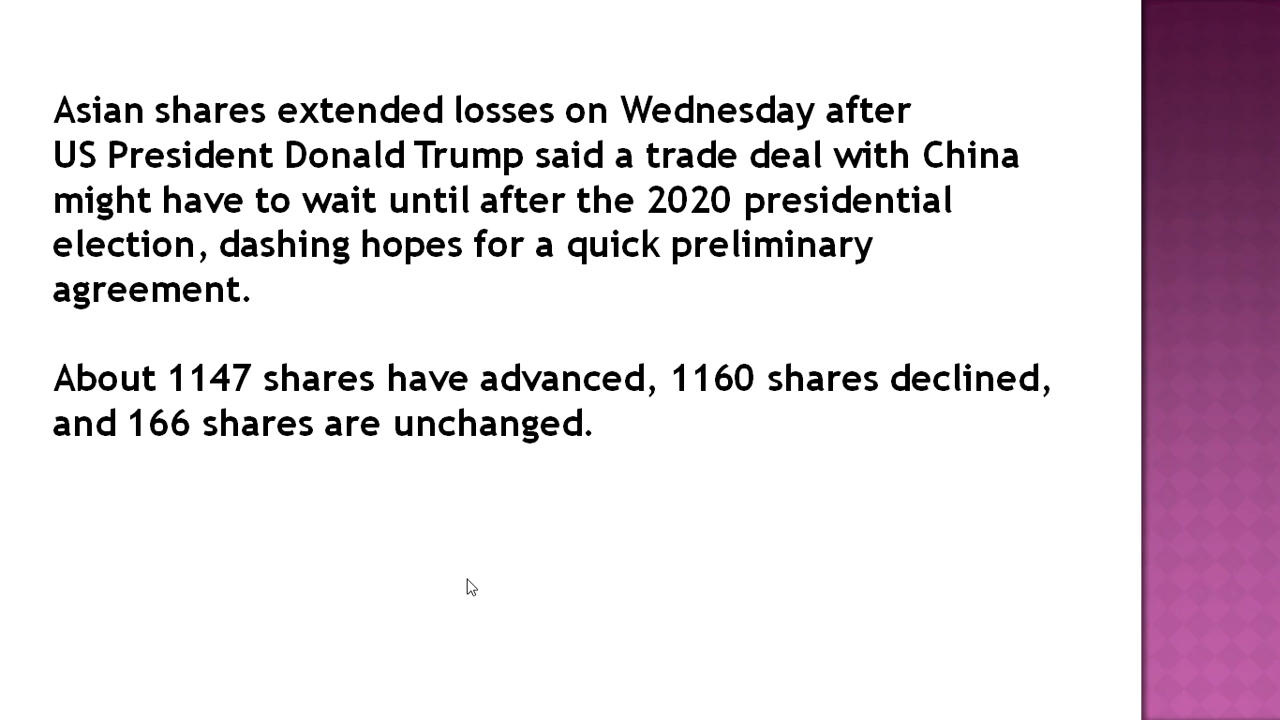 Asian shares extended losses on Wednesday after
US President Donald Trump said a trade deal with China
might have to wait until after the 2020 presidential
election, dashing hopes for a quick preliminary
agreement.
About 1147 shares have advanced, 1160 shares declined,
and 166 shares are unchanged.